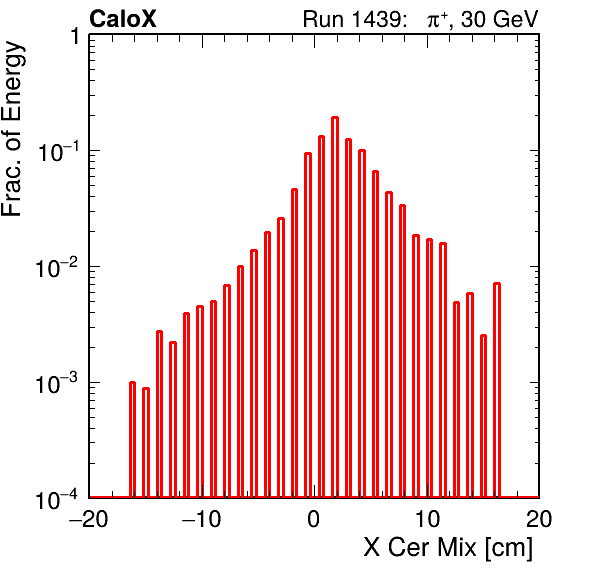 CaloX Run 1439: π⁺, 30 GeV
Frac. of Energy
1
10⁻¹
10⁻²
10⁻³
10⁻⁴
−20 −10 0 10 20
X Cer Mix [cm]